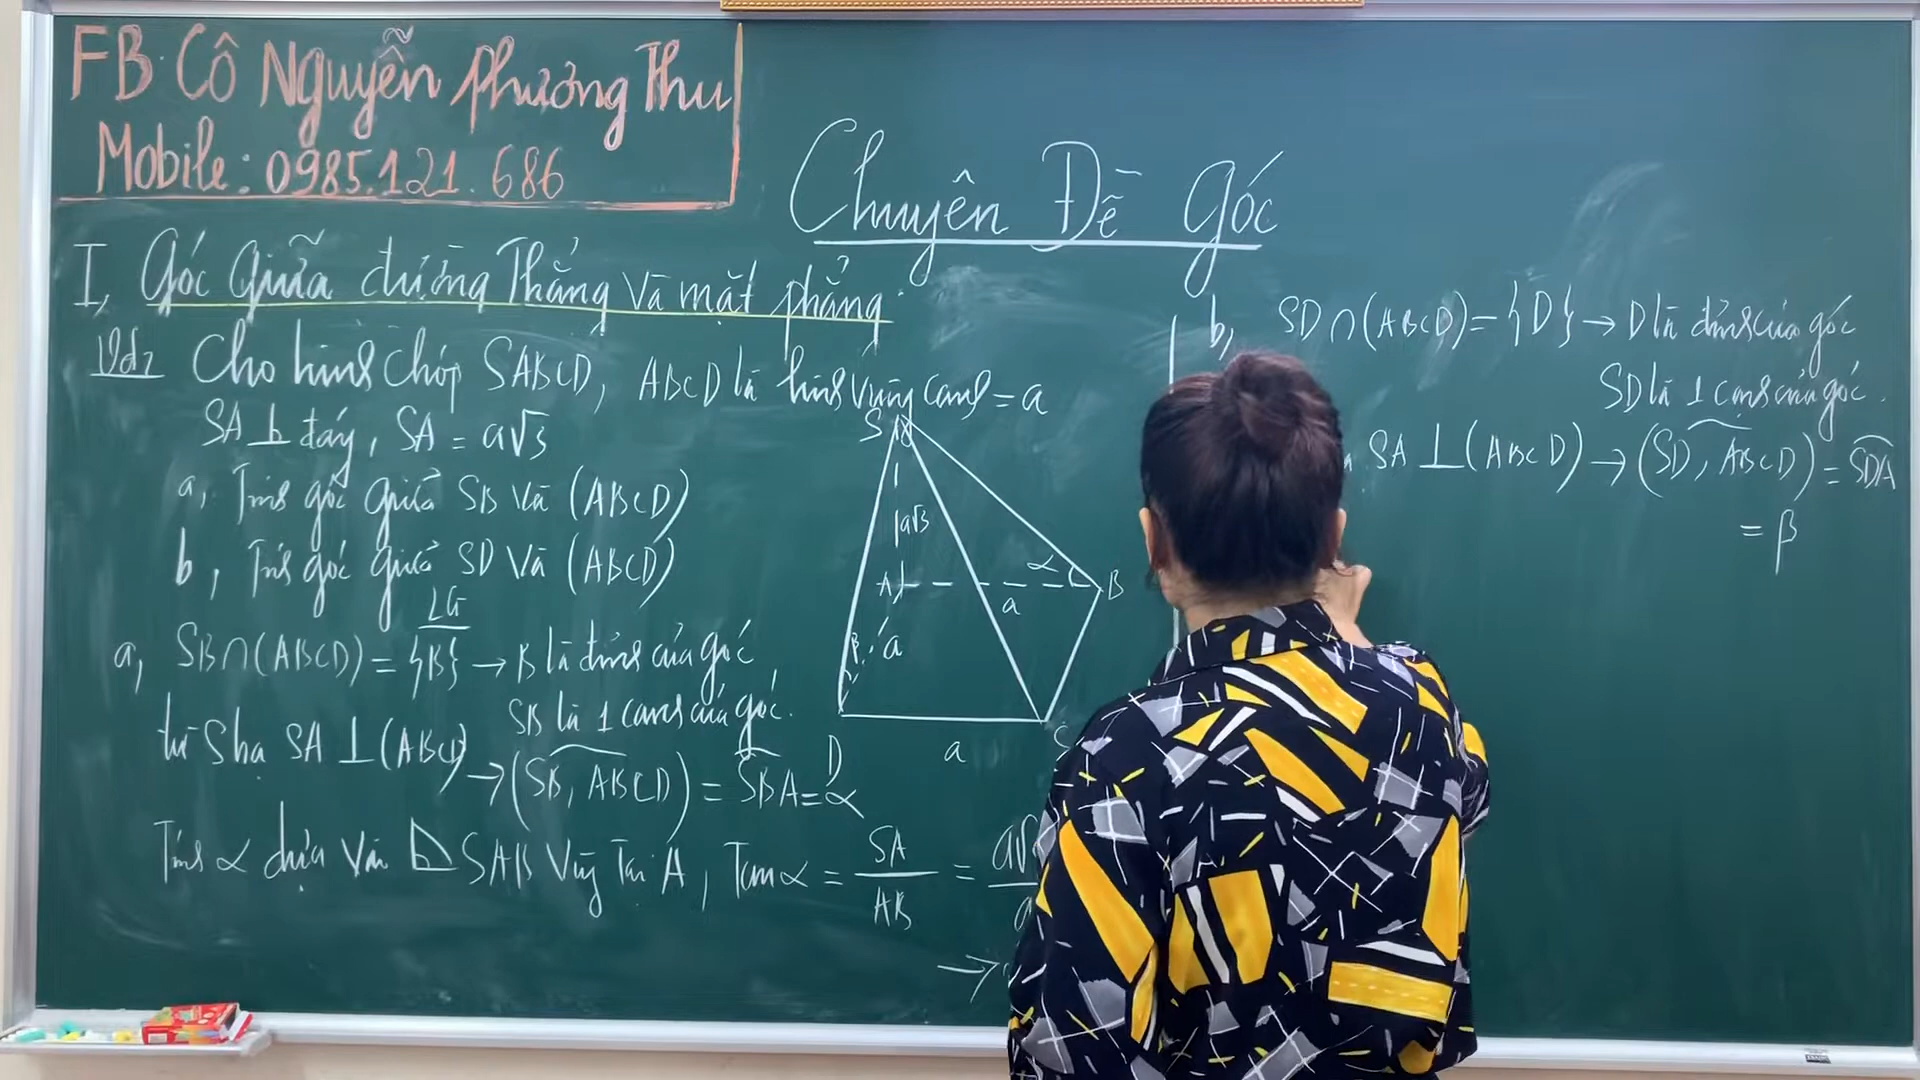 FB. Cô Nguyễn Phương Thu
Mobile: 0985.121.686
Chuyên Đề Góc
I, Góc giữa đường Thẳng và mặt phẳng.
Vd1 Cho hình chóp SABCD, ABCD là hình vuông cạnh = a
SA ⊥ đáy, SA = a√3
a, Tính góc giữa SB và (ABCD)
b, Tính góc giữa SD và (ABCD)
LG
a, SB∩(ABCD) = {B} → B là đỉnh của góc
SB là 1 cạnh của góc.
từ S hạ SA ⊥ (ABCD) → (SB, ABCD) = SBA = α
Tính α dựa vào SAB vuông Tại A, Tan α = SA/AB =
→
S
a√3
A
α
B
a
β
a
D
a
b, SD∩(ABCD) = {D} → D là đỉnh của góc
SD là 1 cạnh của góc.
SA ⊥ (ABCD) → (SD, ABCD) = SDA
= β